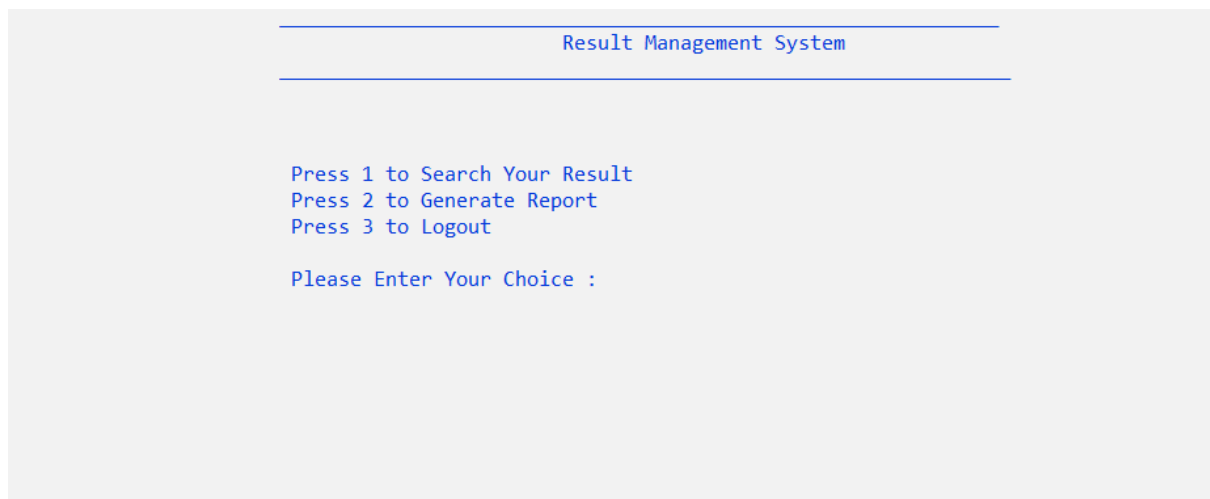 Result Management System
Press 1 to Search Your Result
Press 2 to Generate Report
Press 3 to Logout
Please Enter Your Choice :